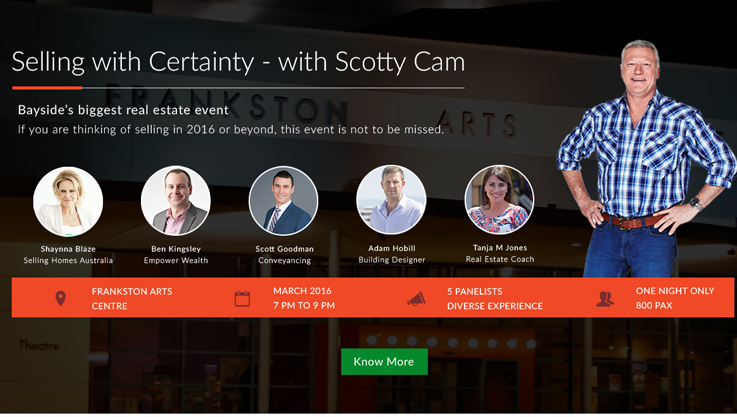 Selling with Certainty - with Scotty Cam
FRANKSTON
ARTS
Bayside's biggest real estate event
If you are thinking of selling in 2016 or beyond, this event is not to be missed.
Shaynna Blaze
Selling Homes Australia
Ben Kingsley
Empower Wealth
Scott Goodman
Conveyancing
Adam Hobill
Building Designer
Tanja M Jones
Real Estate Coach
FRANKSTON ARTS
CENTRE
MARCH 2016
7 PM TO 9 PM
5 PANELISTS
DIVERSE EXPERIENCE
ONE NIGHT ONLY
800 PAX
Theatre
Know More